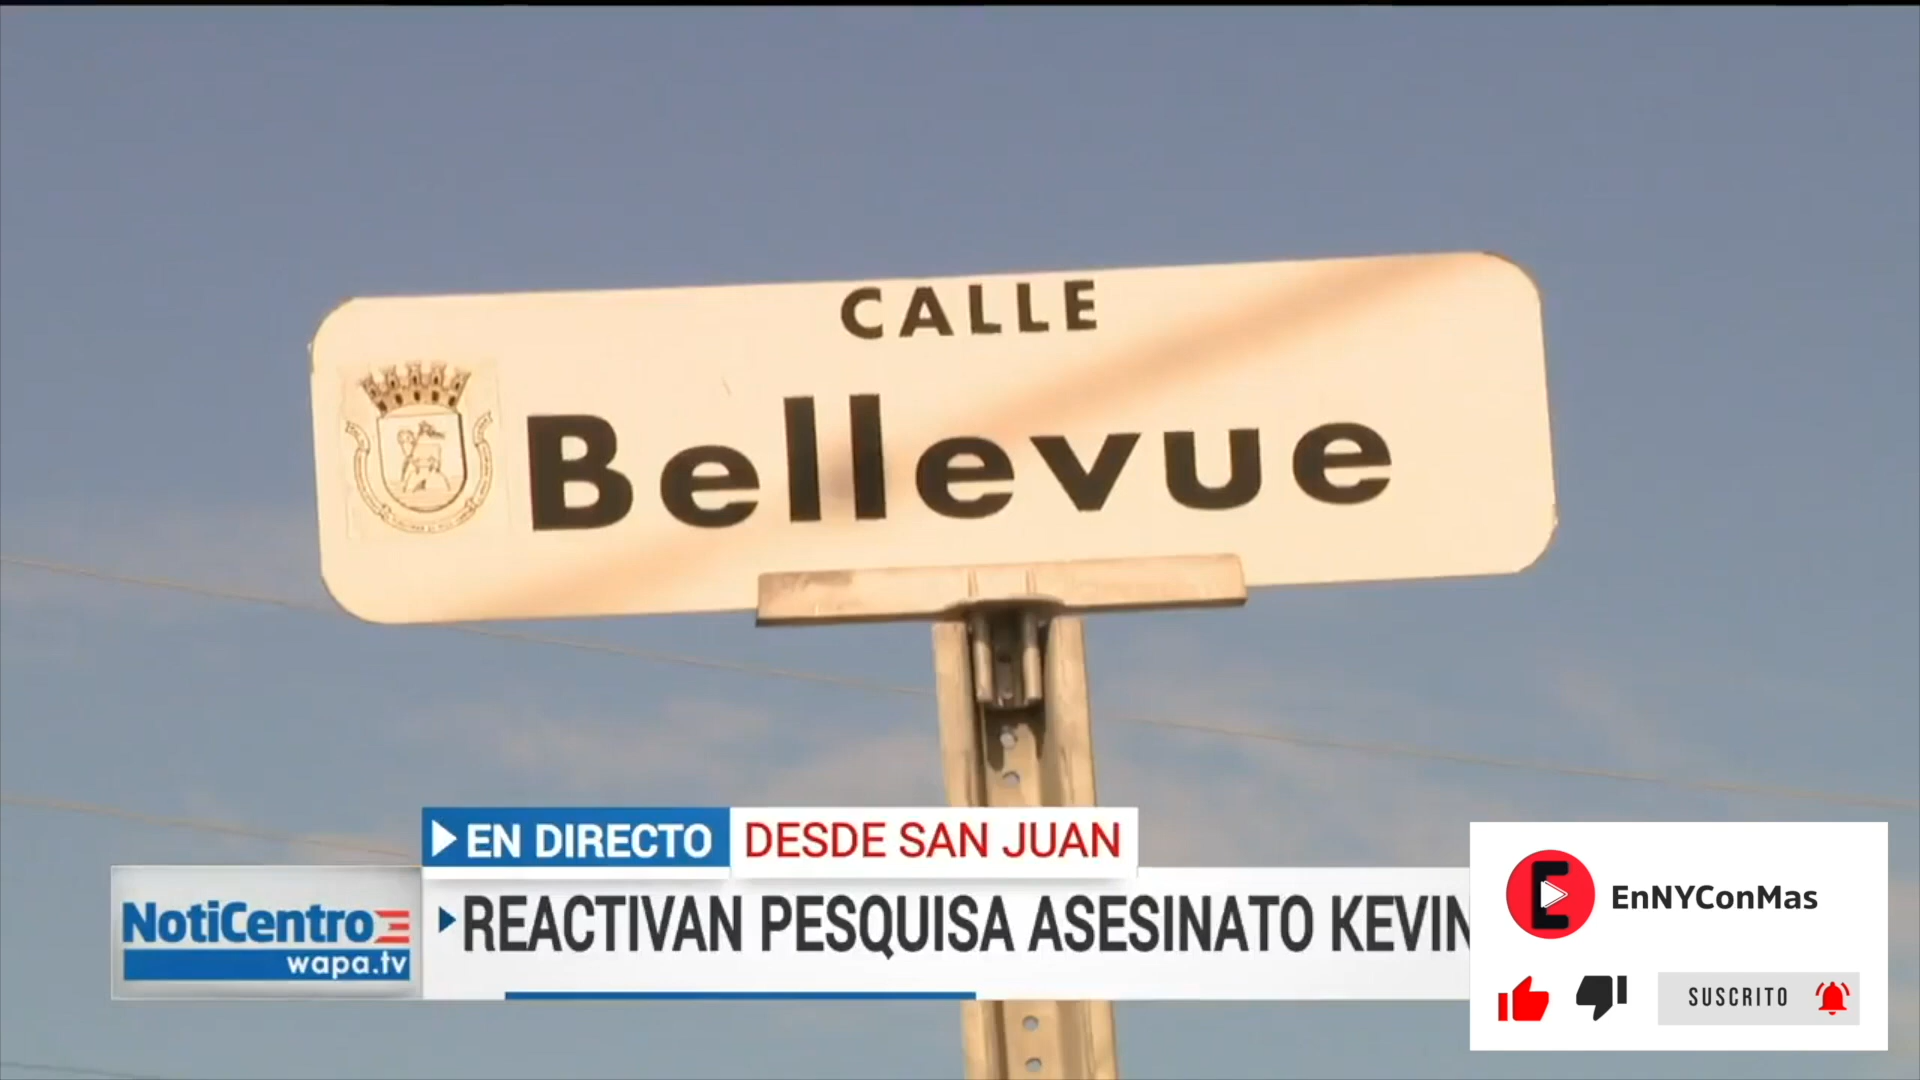 CALLE
Bellevue
EN DIRECTO
DESDE SAN JUAN
NotiCentro
wapa.tv
REACTIVAN PESQUISA ASESINATO KEVIN
EnNYConMas
SUSCRITO